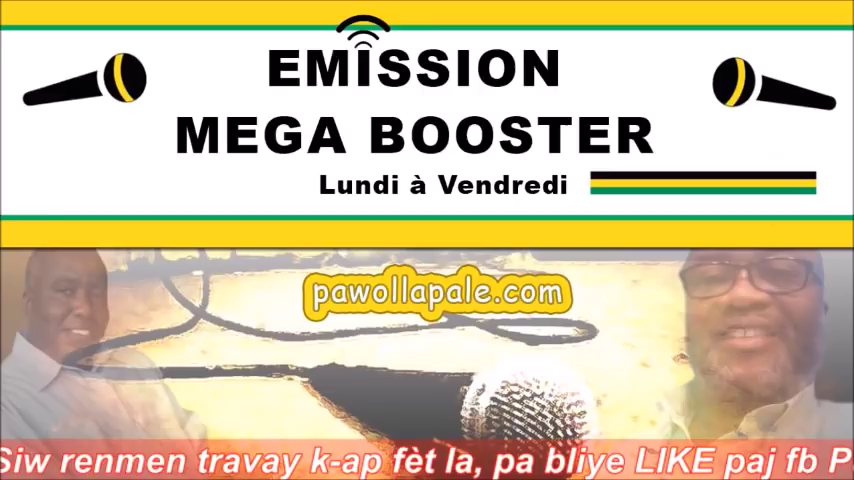 EMISSION
MEGA BOOSTER
Lundi à Vendredi
pawollapale.com
Siw renmen travay k-ap fèt la, pa bliye LIKE paj fb P